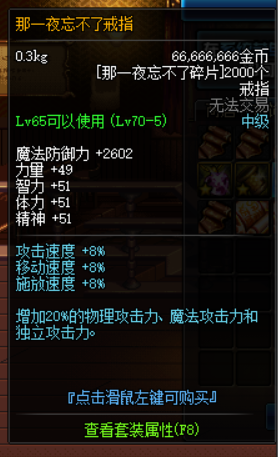 那一夜忘不了戒指
0.3kg
66,666,666金币
[那一夜忘不了碎片]2000个
戒指
无法交易
Lv65可以使用 (Lv70-5)
中级
魔法防御力 +2602
力量 +49
智力 +51
体力 +51
精神 +51
攻击速度 +8%
移动速度 +8%
施放速度 +8%
增加20%的物理攻击力、魔法攻击力和
独立攻击力。
『点击滑鼠左键可购买』
查看套装属性(F8)